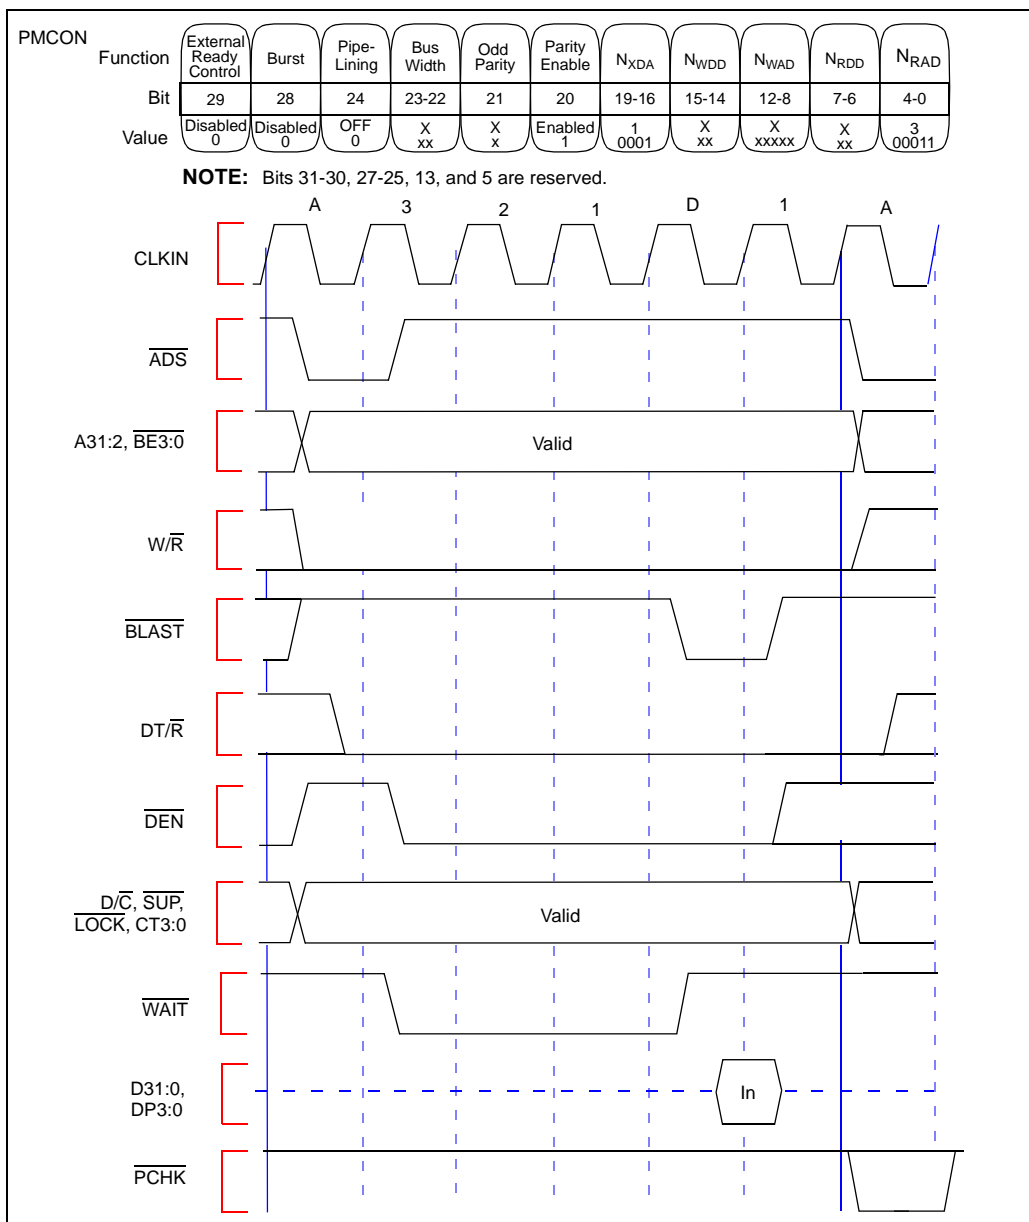 PMCON
Function External Ready Control Burst Pipe-Lining Bus Width Odd Parity Parity Enable NXDA NWDD NWAD NRDD NRAD
Bit 29 28 24 23-22 21 20 19-16 15-14 12-8 7-6 4-0
Value Disabled 0 Disabled 0 OFF 0 X xx X x Enabled 1 1 0001 X xx X xxxxx X xx 3 00011
NOTE: Bits 31-30, 27-25, 13, and 5 are reserved.
A 3 2 1 D 1 A
CLKIN
ADS
A31:2, BE3:0 Valid
W/R
BLAST
DT/R
DEN
D/C, SUP,
LOCK, CT3:0 Valid
WAIT
D31:0,
DP3:0 In
PCHK